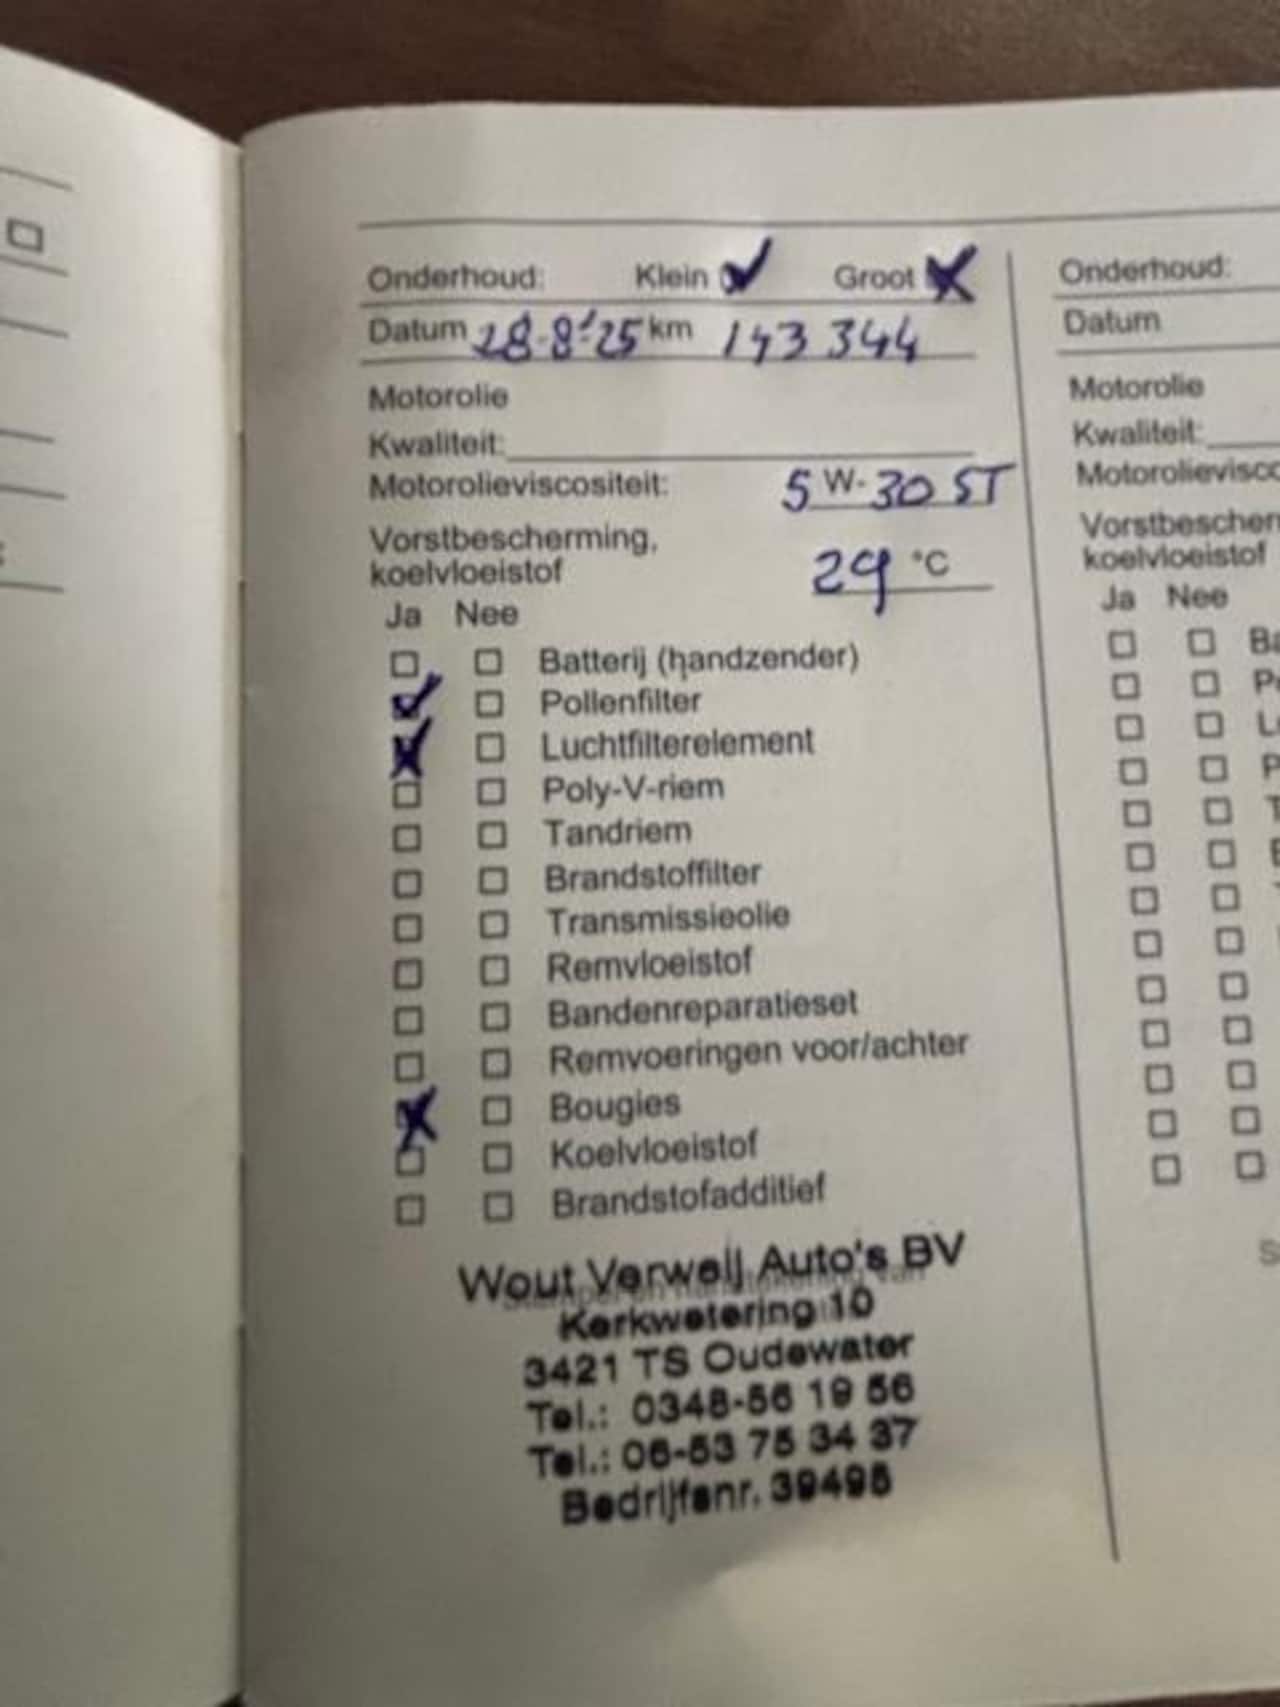 Onderhoud: Klein Groot
Datum 28-8-'25 km 143 344
Motorolie
Kwaliteit:
Motorolieviscositeit: 5 W- 30 ST
Vorstbescherming,
koelvloeistof 29 °C
Ja Nee
Batterij (handzender)
Pollenfilter
Luchtfilterelement
Poly-V-riem
Tandriem
Brandstoffilter
Transmissieolie
Remvloeistof
Bandenreparatieset
Remvoeringen voor/achter
Bougies
Koelvloeistof
Brandstofadditief
Wout Verweij Auto's BV
Kerkwetering 10
3421 TS Oudewater
Tel.: 0348-56 19 56
Tel.: 06-53 75 34 37
Bedrijfsnr. 39495
Onderhoud:
Datum
Motorolie
Kwaliteit:
Motorolievisco
Vorstbescher
koelvloeistof
Ja Nee